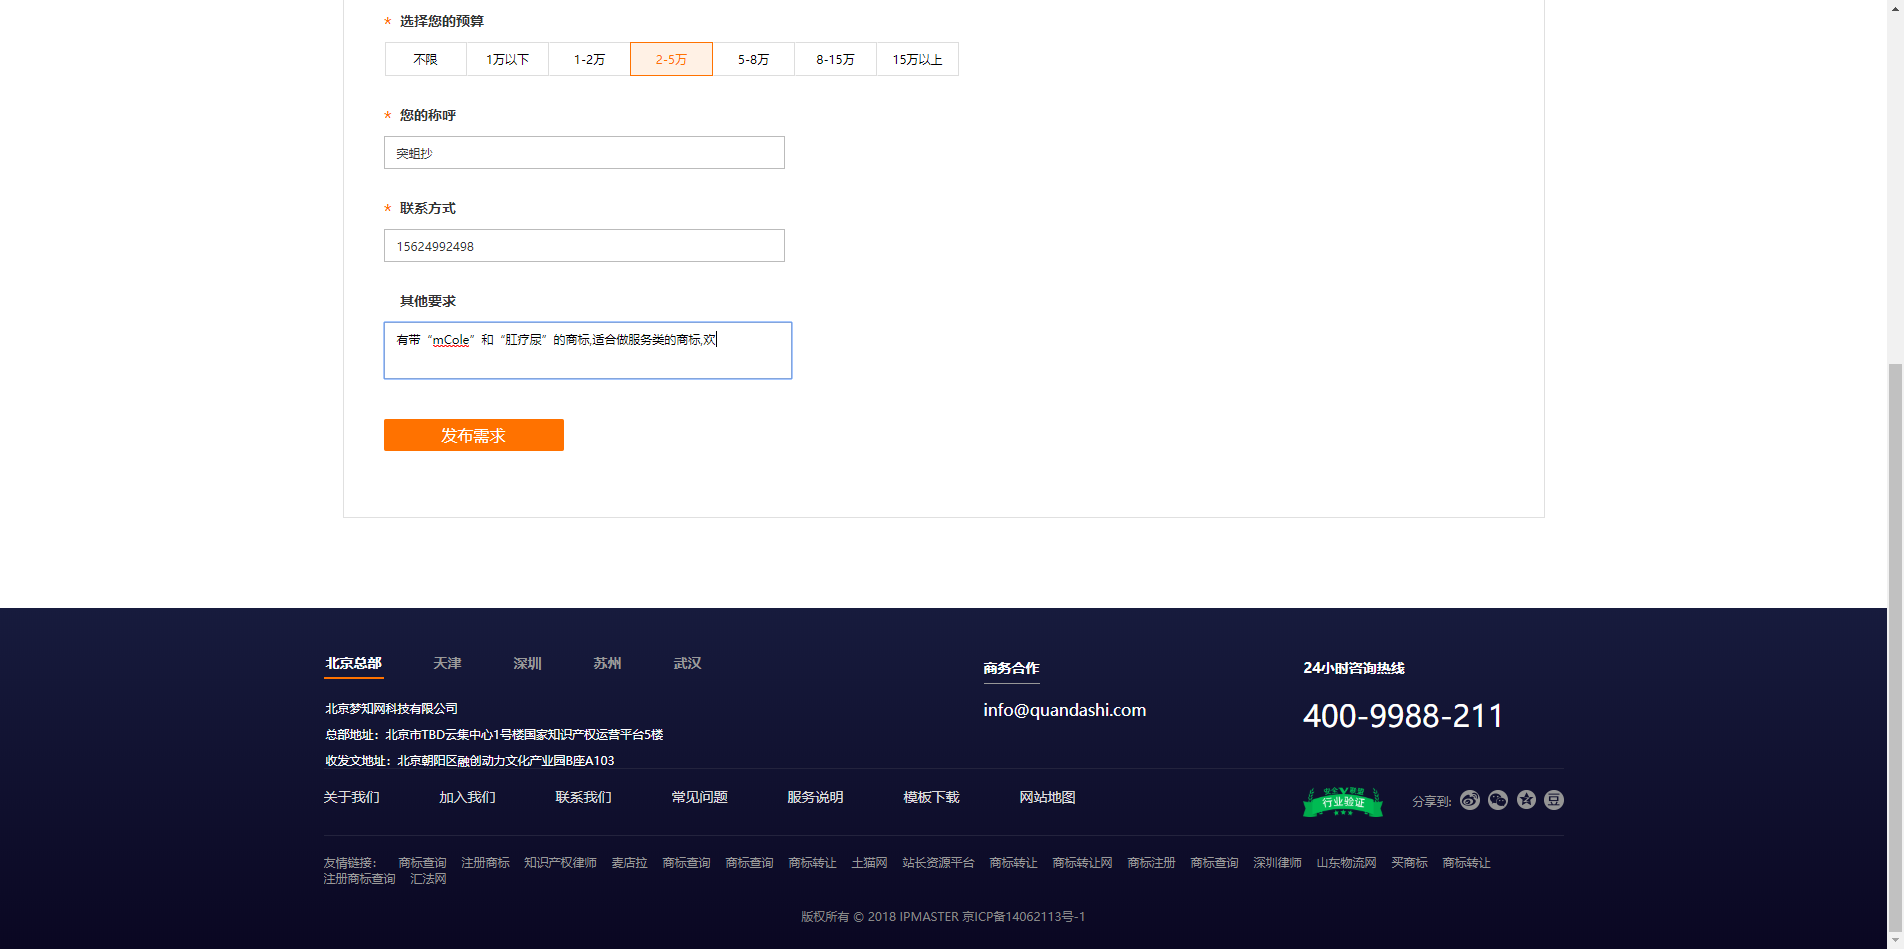 * 选择您的预算
不限 1万以下 1-2万 2-5万 5-8万 8-15万 15万以上
* 您的称呼
突蛆抄
* 联系方式
15624992498
其他要求
有带“mCole”和“肛疗尿”的商标,适合做服务类的商标,欢
发布需求
北京总部 天津 深圳 苏州 武汉
北京梦知网科技有限公司
总部地址：北京市TBD云集中心1号楼国家知识产权运营平台5楼
收发文地址：北京朝阳区融创动力文化产业园B座A103
商务合作
info@quandashi.com
24小时咨询热线
400-9988-211
关于我们 加入我们 联系我们 常见问题 服务说明 模板下载 网站地图
安全 联盟
行业验证
分享到:
豆
友情链接： 商标查询 注册商标 知识产权律师 麦店拉 商标查询 商标查询 商标转让 土猫网 站长资源平台 商标转让 商标转让网 商标注册 商标查询 深圳律师 山东物流网 买商标 商标转让
注册商标查询 汇法网
版权所有 © 2018 IPMASTER 京ICP备14062113号-1